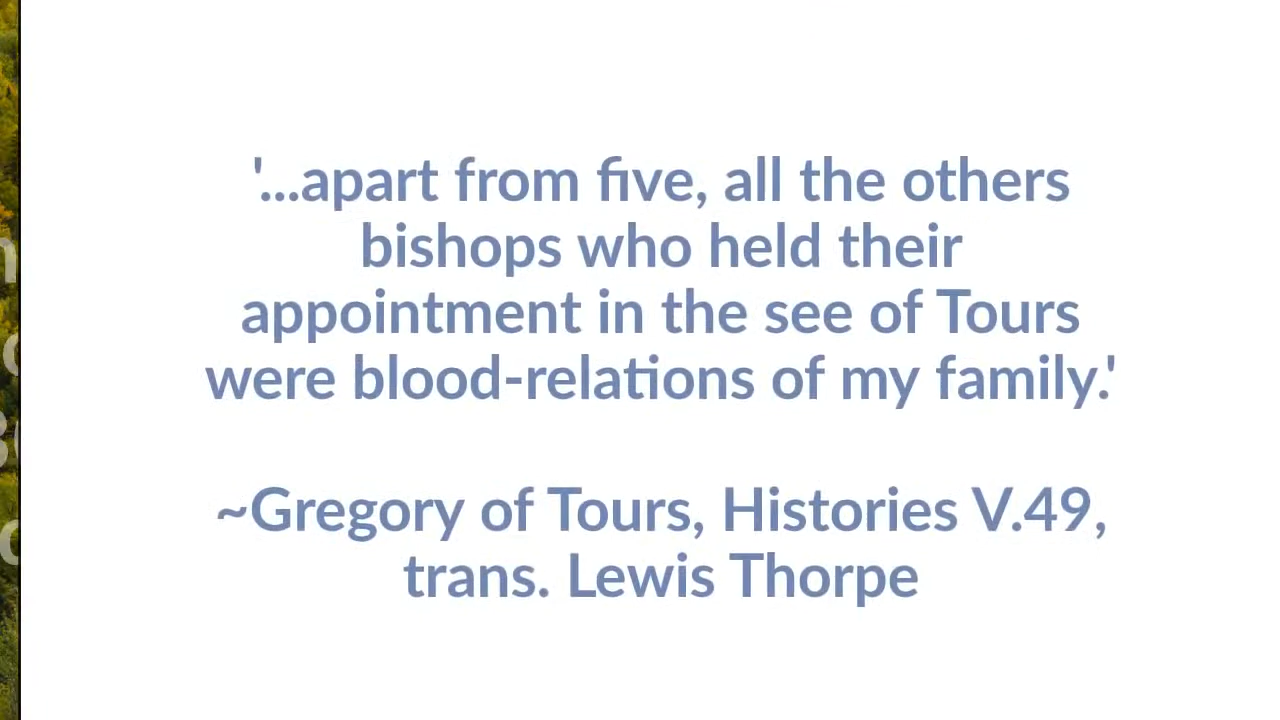 '...apart from five, all the others
bishops who held their
appointment in the see of Tours
were blood-relations of my family.'
~Gregory of Tours, Histories V.49,
trans. Lewis Thorpe